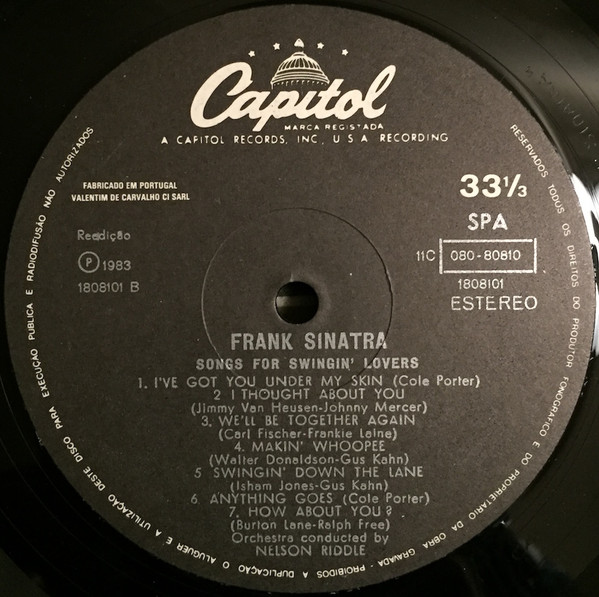 Capitol
MARCA REGISTADA
A CAPITOL RECORDS, INC, U S A RECORDING
FABRICADO EM PORTUGAL
VALENTIM DE CARVALHO CI SARL
Reedição
Ⓟ 1983
1808101 B
33 1/3
SPA
11C 080-80810
1808101
ESTEREO
FRANK SINATRA
SONGS FOR SWINGIN' LOVERS
1. I'VE GOT YOU UNDER MY SKIN (Cole Porter)
2 I THOUGHT ABOUT YOU
(Jimmy Van Heusen-Johnny Mercer)
3. WE'LL BE TOGETHER AGAIN
(Carl Fischer-Frankie Laine)
4. MAKIN' WHOOPEE
(Walter Donaldson-Gus Kahn)
5 SWINGIN' DOWN THE LANE
(Isham Jones-Gus Kahn)
6. ANYTHING GOES (Cole Porter)
7. HOW ABOUT YOU?
(Burton Lane-Ralph Free)
Orchestra conducted by
NELSON RIDDLE
RESERVADOS TODOS OS DIREITOS DO PRODUTOR FONOGRAFICO E DO PROPRIETARIO DA OBRA GRAVADA - PROIBIDOS A DUPLICAÇÃO O ALUGUER E A UTILIZAÇÃO DESTE DISCO PARA EXECUÇÃO PUBLICA E RADIODIFUSÃO NÃO AUTORIZADOS